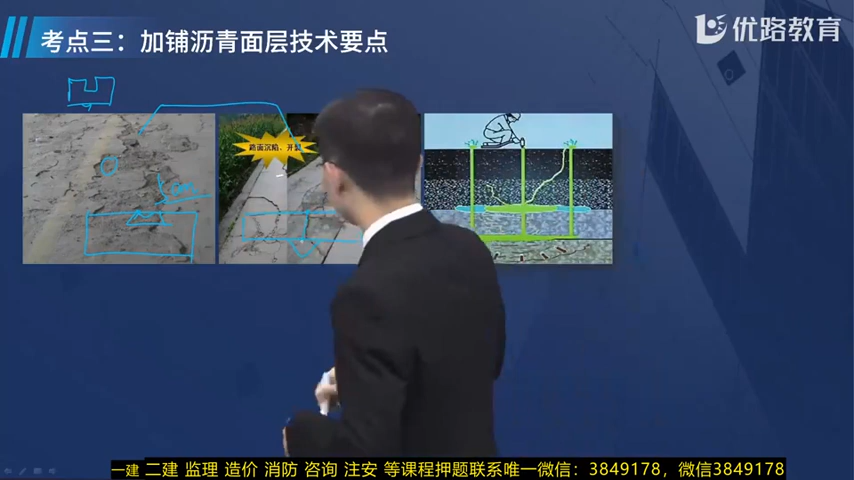 考点三：加铺沥青面层技术要点
优路教育
路面沉陷、开裂
一建 二建 监理 造价 消防 咨询 注安 等课程押题联系唯一微信：3849178，微信3849178